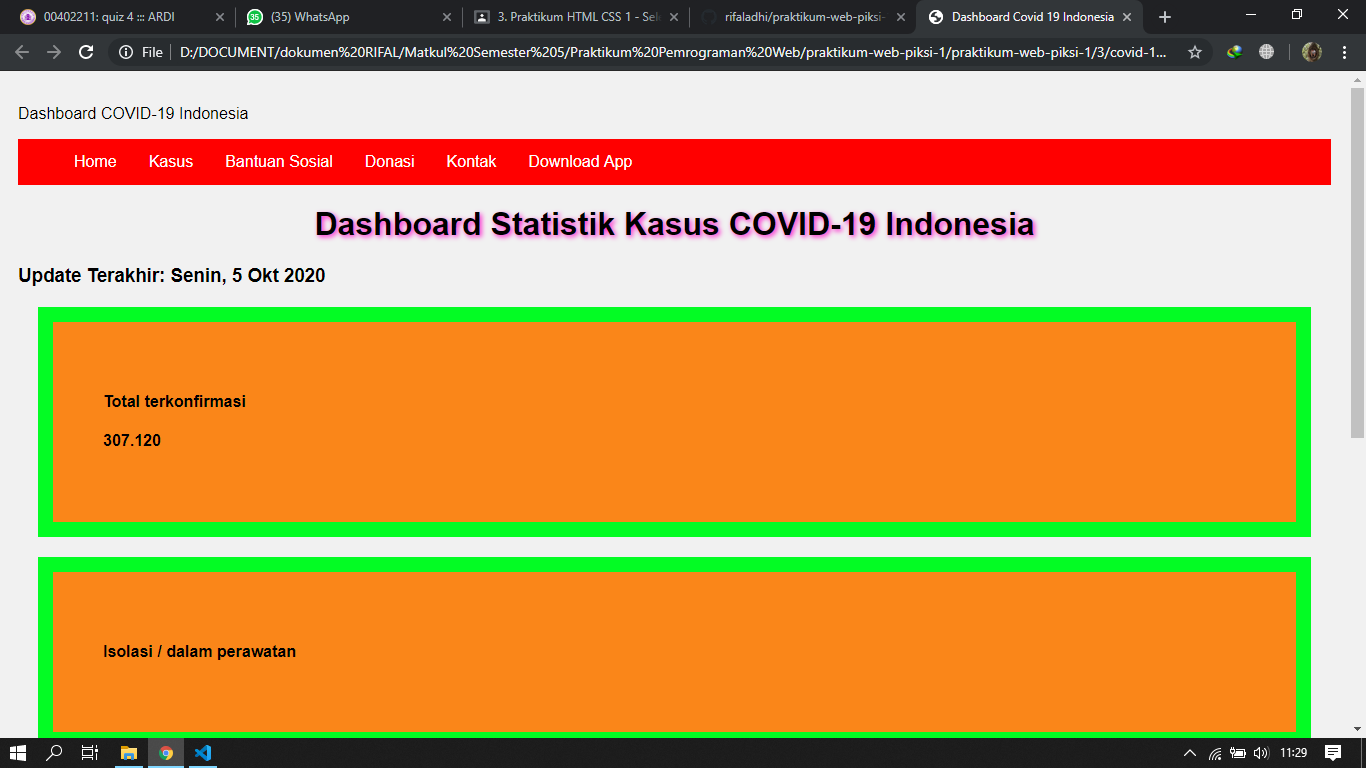 00402211: quiz 4 ::: ARDI
(35) WhatsApp
3. Praktikum HTML CSS 1 - Sel
rifaladhi/praktikum-web-piksi-
Dashboard Covid 19 Indonesia
File
D:/DOCUMENT/dokumen%20RIFAL/Matkul%20Semester%205/Praktikum%20Pemrograman%20Web/praktikum-web-piksi-1/praktikum-web-piksi-1/3/covid-1...
Dashboard COVID-19 Indonesia
Home Kasus Bantuan Sosial Donasi Kontak Download App
Dashboard Statistik Kasus COVID-19 Indonesia
Update Terakhir: Senin, 5 Okt 2020
Total terkonfirmasi
307.120
Isolasi / dalam perawatan
11:29